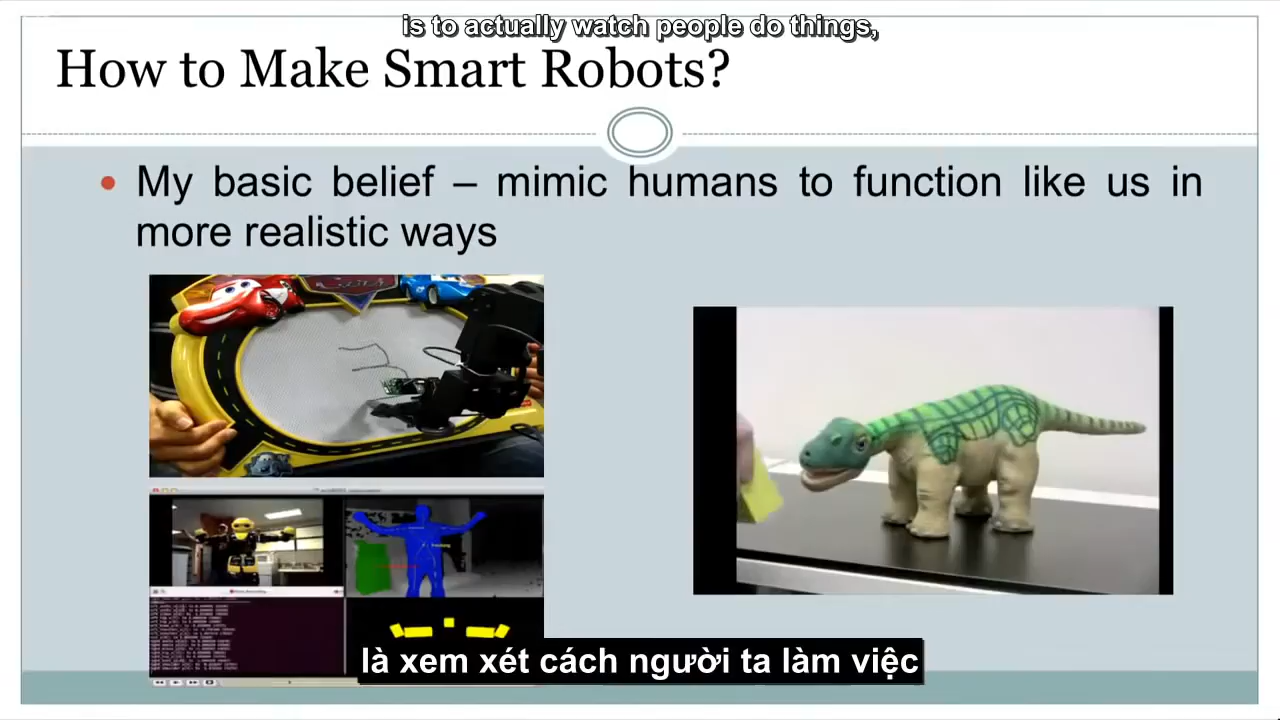 is to actually watch people do things,
How to Make Smart Robots?
My basic belief – mimic humans to function like us in
more realistic ways
Cars
là xem xét cách người ta làm việc